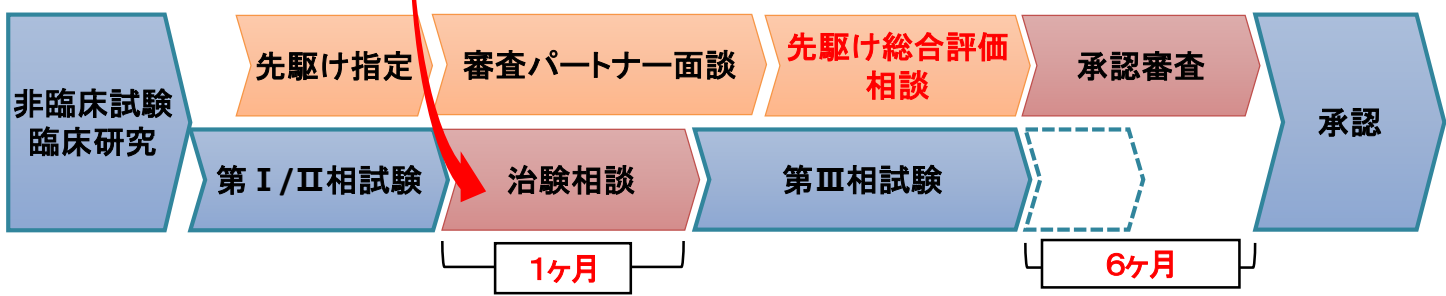 非臨床試験
臨床研究
先駆け指定
審査パートナー面談
先駆け総合評価
相談
承認審査
承認
第Ⅰ/Ⅱ相試験
治験相談
第Ⅲ相試験
1ヶ月
6ヶ月